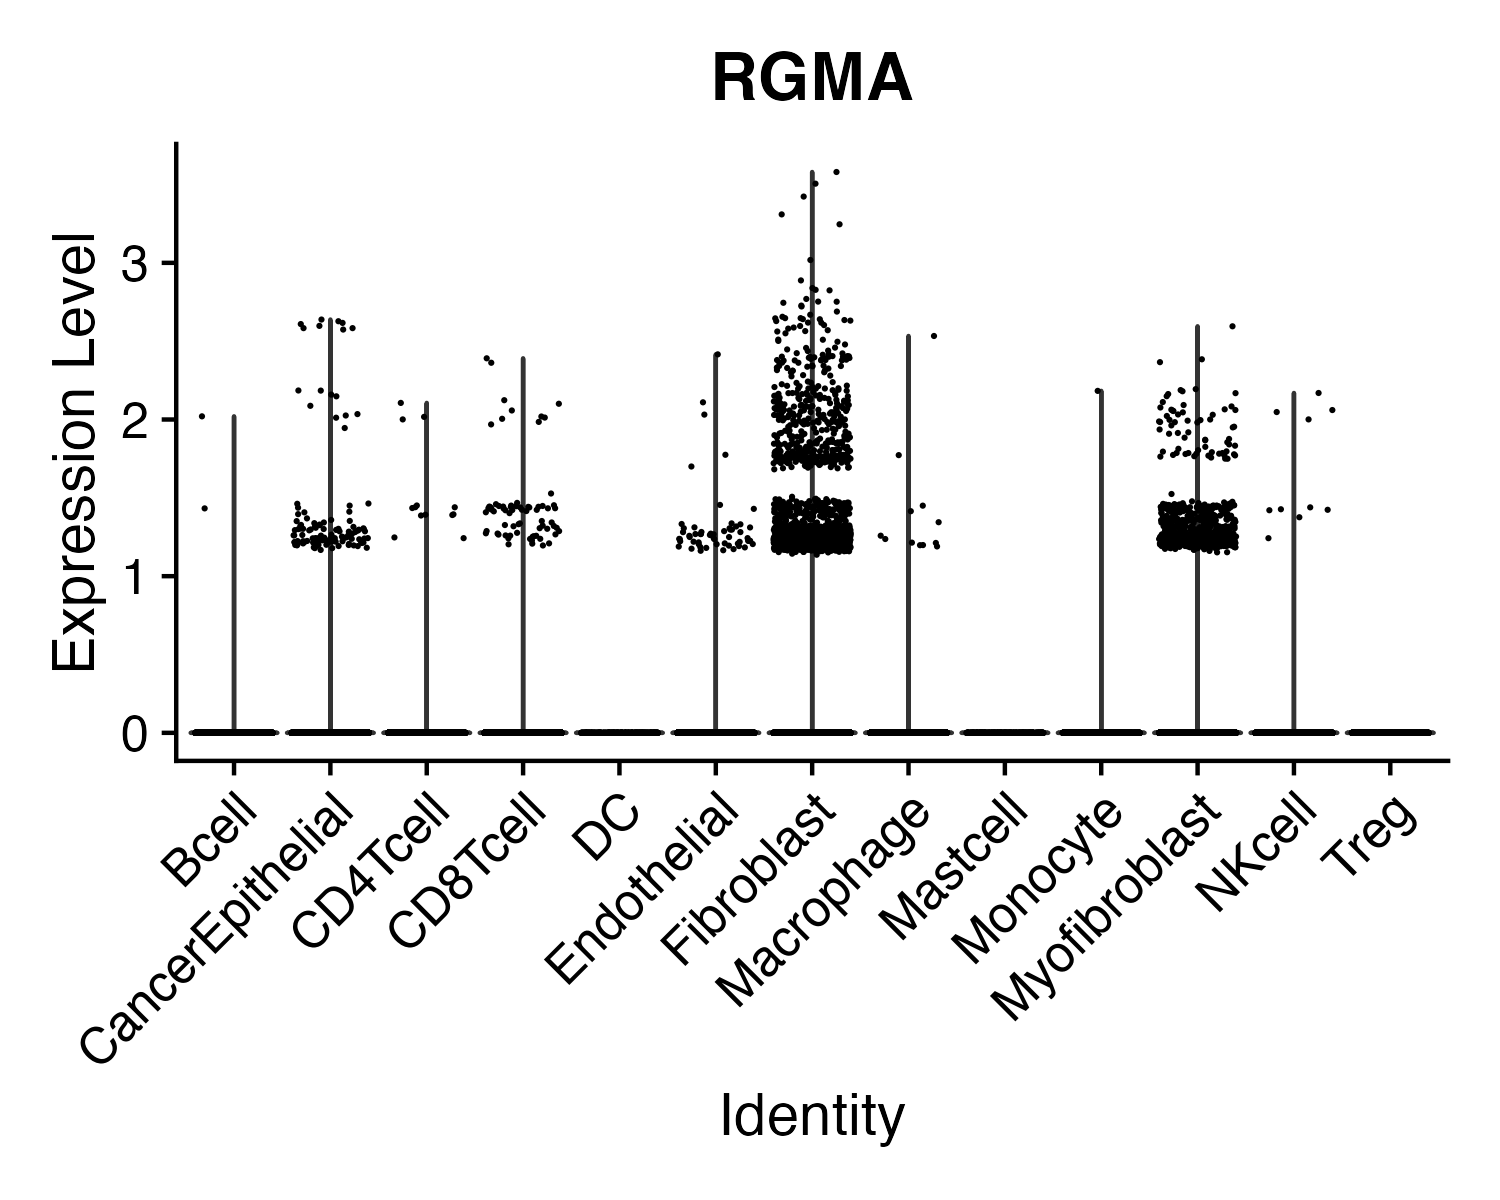 RGMA
Expression Level
3
2
1
0
Bcell
CancerEpithelial
CD4Tcell
CD8Tcell
DC
Endothelial
Fibroblast
Macrophage
Mastcell
Monocyte
Myofibroblast
NKcell
Treg
Identity